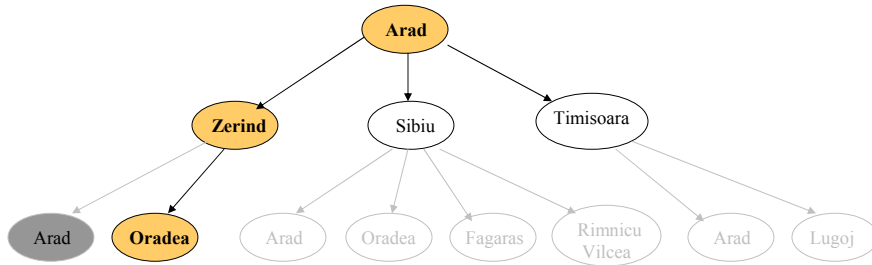 Arad
Zerind
Sibiu
Timisoara
Arad
Oradea
Arad
Oradea
Fagaras
Rimnicu
Vilcea
Arad
Lugoj